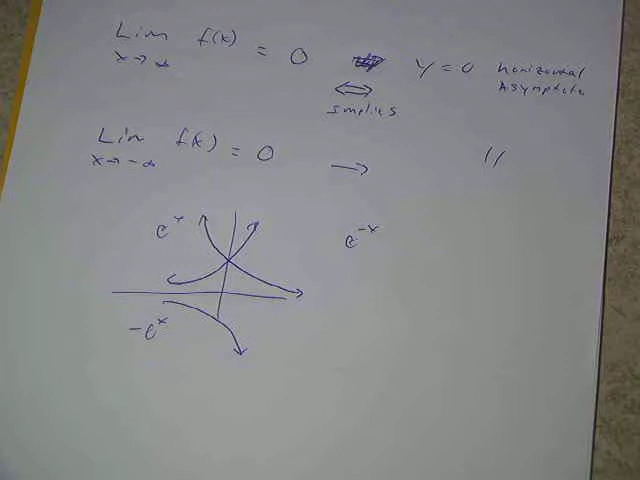 Lim f(x) = 0 y=0 horizontal
x→∞ ⟺ Asymptote
implies
Lim f(x) = 0 → //
x→-∞
e^x e^-x
-e^x